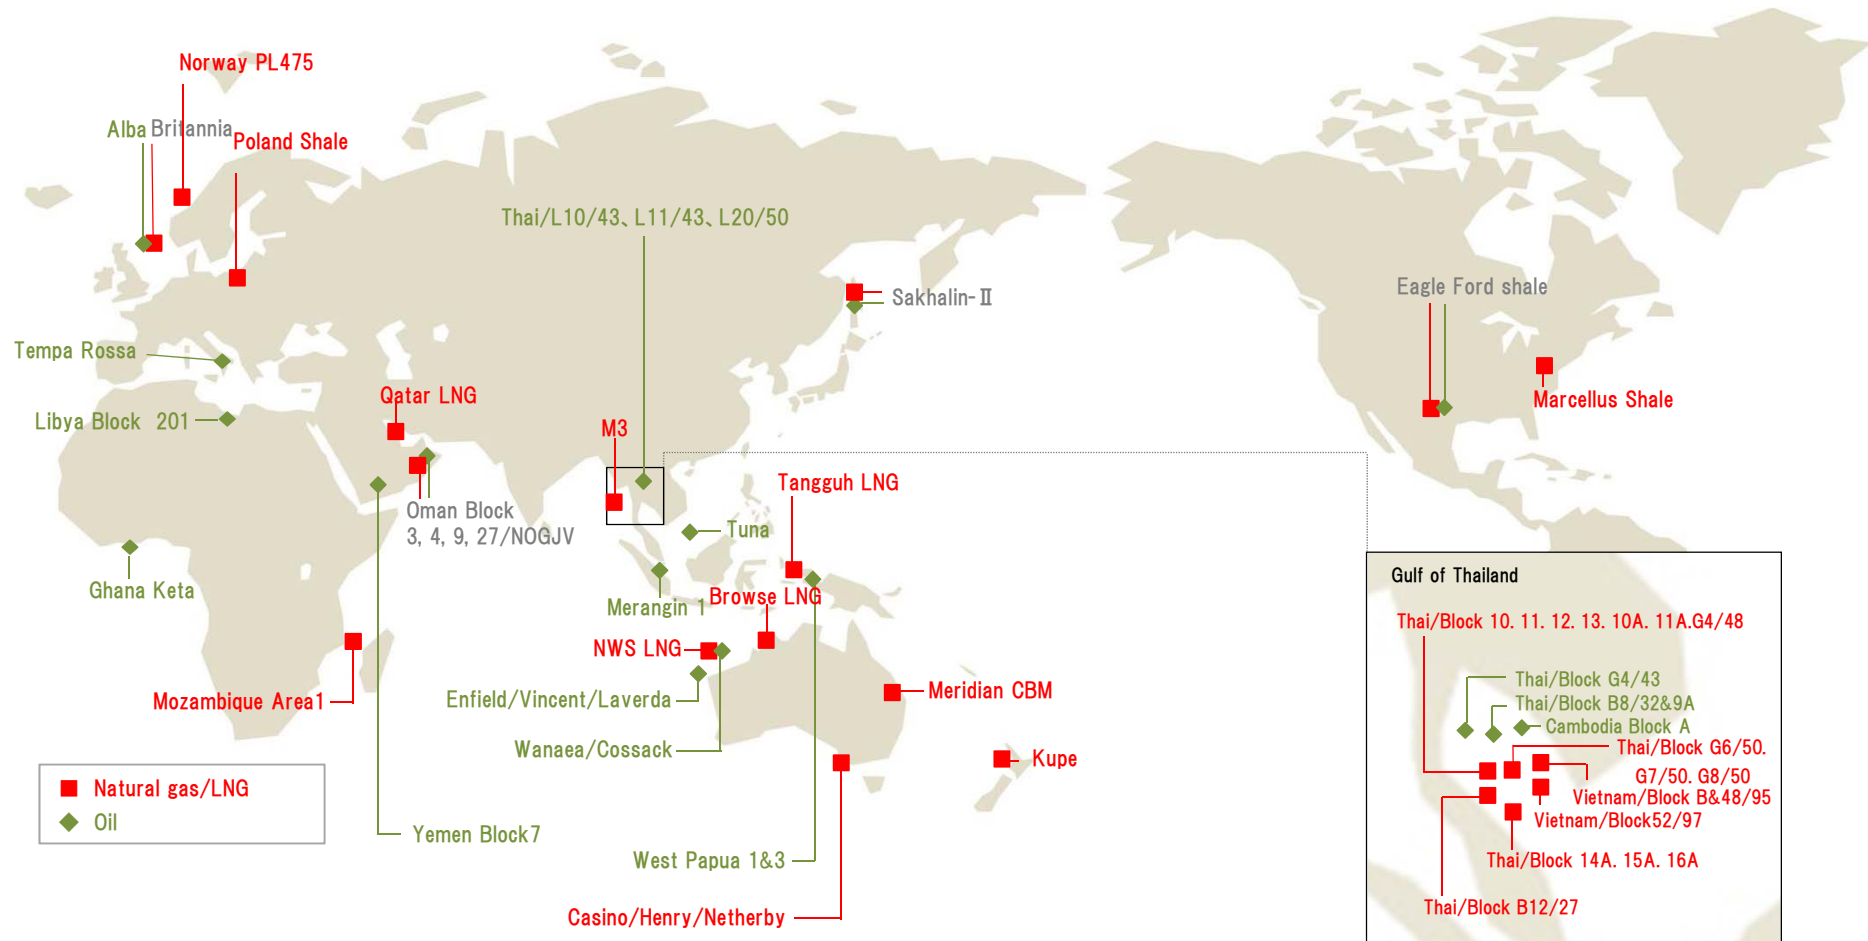 Norway PL475
Alba
Britannia
Poland Shale
Thai/L10/43、L11/43、L20/50
Sakhalin-Ⅱ
Eagle Ford shale
Tempa Rossa
Qatar LNG
Marcellus Shale
Libya Block 201
M3
Tangguh LNG
Oman Block
3, 4, 9, 27/NOGJV
Tuna
Ghana Keta
Merangin 1
Browse LNG
NWS LNG
Mozambique Area1
Enfield/Vincent/Laverda
Meridian CBM
Wanaea/Cossack
Kupe
Natural gas/LNG
Oil
Yemen Block7
West Papua 1&3
Casino/Henry/Netherby
Gulf of Thailand
Thai/Block 10. 11. 12. 13. 10A. 11A.G4/48
Thai/Block G4/43
Thai/Block B8/32&9A
Cambodia Block A
Thai/Block G6/50.
G7/50. G8/50
Vietnam/Block B&48/95
Vietnam/Block52/97
Thai/Block 14A. 15A. 16A
Thai/Block B12/27